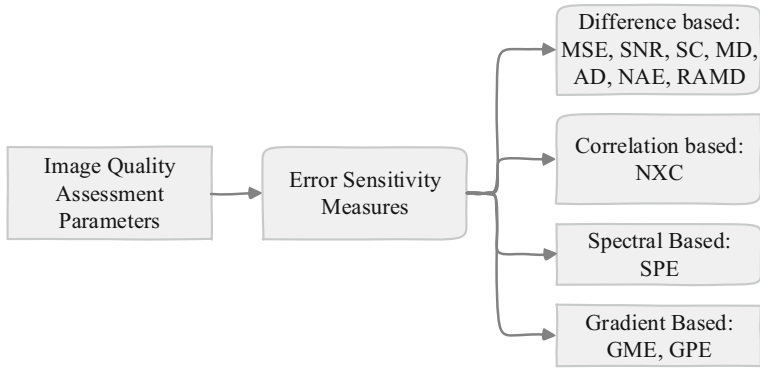 Image Quality
Assessment
Parameters
Error Sensitivity
Measures
Difference based:
MSE, SNR, SC, MD,
AD, NAE, RAMD
Correlation based:
NXC
Spectral Based:
SPE
Gradient Based:
GME, GPE